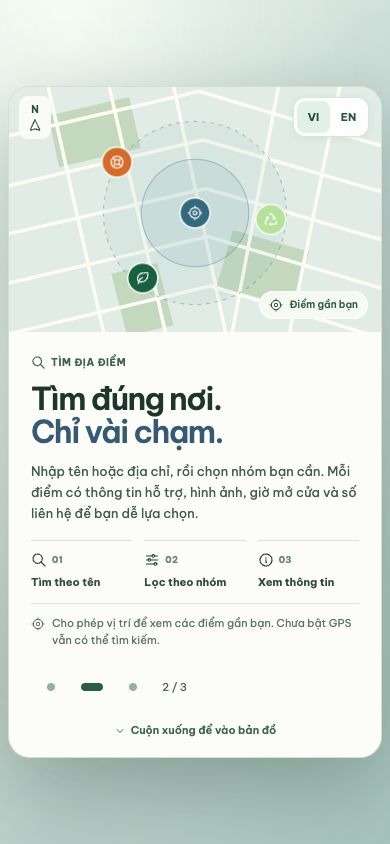 N
VI EN
Điểm gần bạn
TÌM ĐỊA ĐIỂM
Tìm đúng nơi.
Chỉ vài chạm.
Nhập tên hoặc địa chỉ, rồi chọn nhóm bạn cần. Mỗi
điểm có thông tin hỗ trợ, hình ảnh, giờ mở cửa và số
liên hệ để bạn dễ lựa chọn.
01 02 03
Tìm theo tên Lọc theo nhóm Xem thông tin
Cho phép vị trí để xem các điểm gần bạn. Chưa bật GPS
vẫn có thể tìm kiếm.
2 / 3
Cuộn xuống để vào bản đồ